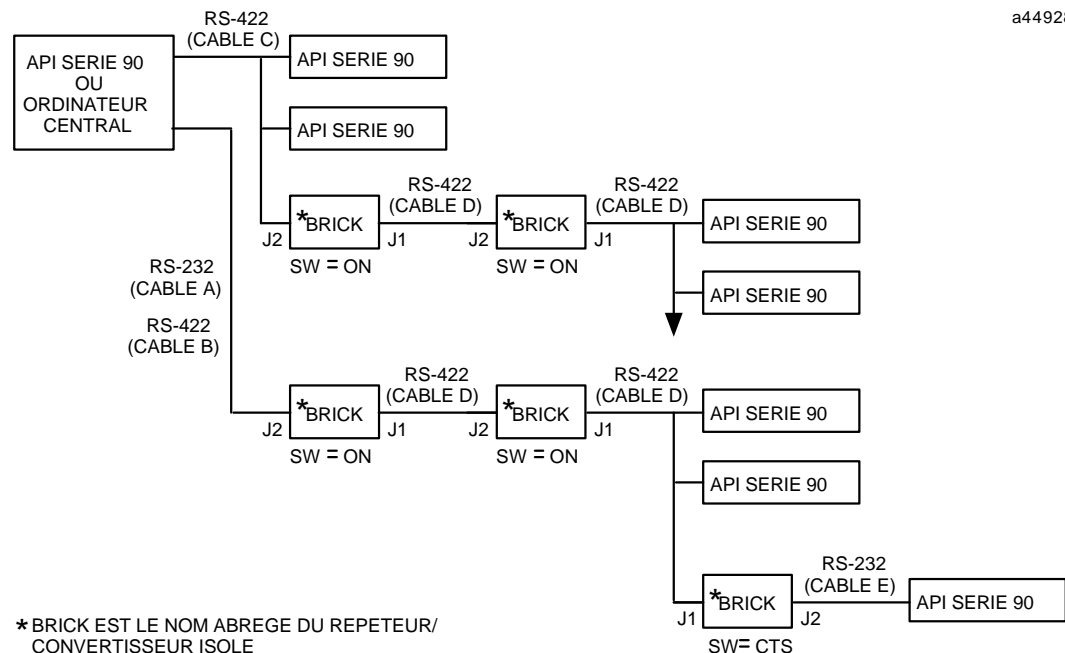 a44928
RS-422
(CABLE C)
API SERIE 90
OU
ORDINATEUR
CENTRAL
API SERIE 90
API SERIE 90
RS-422
(CABLE D)
RS-422
(CABLE D)
*BRICK
*BRICK
API SERIE 90
J2
J1
J2
J1
SW = ON
SW = ON
RS-232
(CABLE A)
API SERIE 90
RS-422
(CABLE B)
RS-422
(CABLE D)
RS-422
(CABLE D)
*BRICK
*BRICK
API SERIE 90
J2
J1
J2
J1
SW = ON
SW = ON
API SERIE 90
RS-232
(CABLE E)
*BRICK
API SERIE 90
J1
J2
SW= CTS
* BRICK EST LE NOM ABREGE DU REPETEUR/
CONVERTISSEUR ISOLE